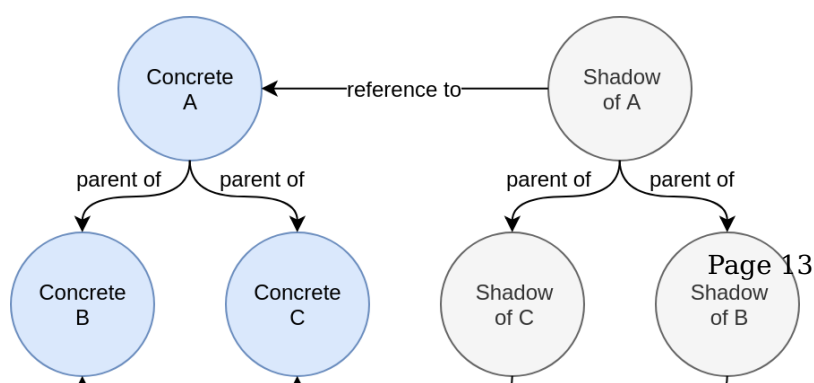 Concrete
A
reference to
Shadow
of A
parent of
parent of
parent of
parent of
Page 13
Concrete
B
Concrete
C
Shadow
of C
Shadow
of B